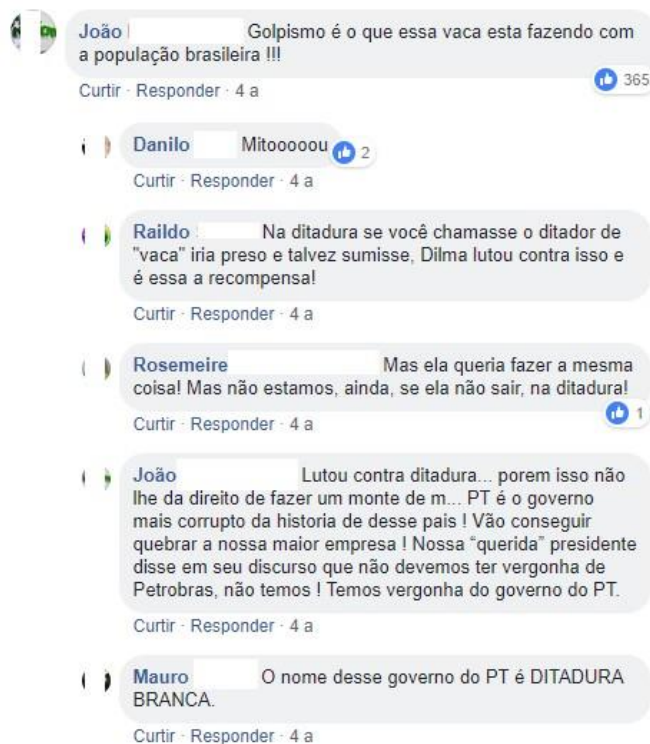 João Golpismo é o que essa vaca esta fazendo com
a população brasileira !!!
Curtir · Responder · 4 a
365
Danilo Mitooooou
2
Curtir · Responder · 4 a
Raildo Na ditadura se você chamasse o ditador de
"vaca" iria preso e talvez sumisse, Dilma lutou contra isso e
é essa a recompensa!
Curtir · Responder · 4 a
Rosemeire Mas ela queria fazer a mesma
coisa! Mas não estamos, ainda, se ela não sair, na ditadura!
1
Curtir · Responder · 4 a
João Lutou contra ditadura... porem isso não
lhe da direito de fazer um monte de m... PT é o governo
mais corrupto da historia de desse pais ! Vão conseguir
quebrar a nossa maior empresa ! Nossa “querida” presidente
disse em seu discurso que não devemos ter vergonha de
Petrobras, não temos ! Temos vergonha do governo do PT.
Curtir · Responder · 4 a
Mauro O nome desse governo do PT é DITADURA
BRANCA.
Curtir · Responder · 4 a